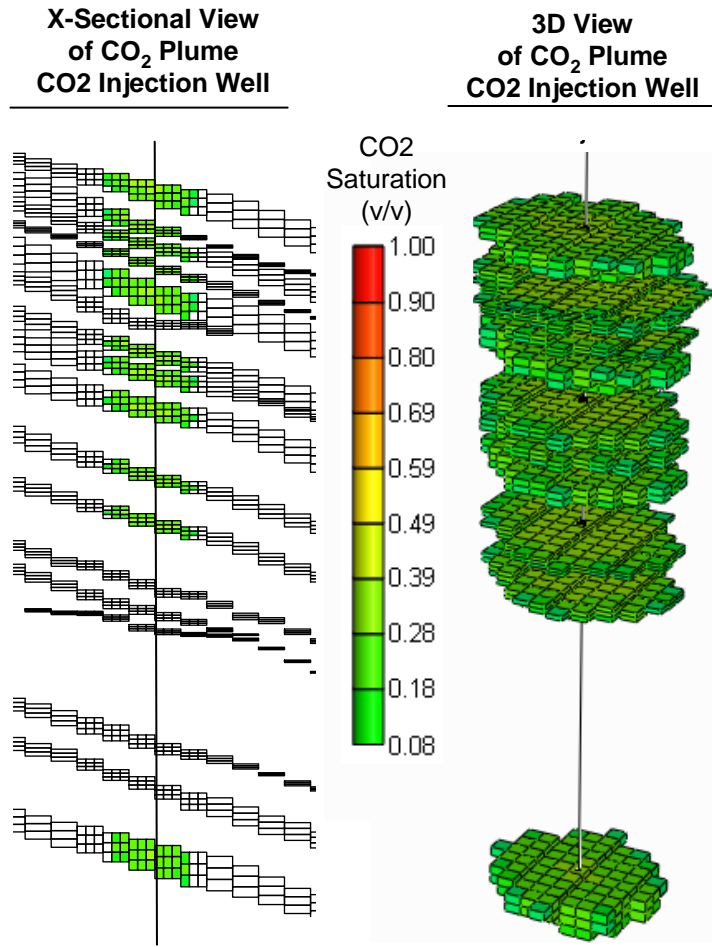 X-Sectional View
of CO₂ Plume
CO2 Injection Well
3D View
of CO₂ Plume
CO2 Injection Well
CO2
Saturation
(v/v)
1.00
0.90
0.80
0.69
0.59
0.49
0.39
0.28
0.18
0.08